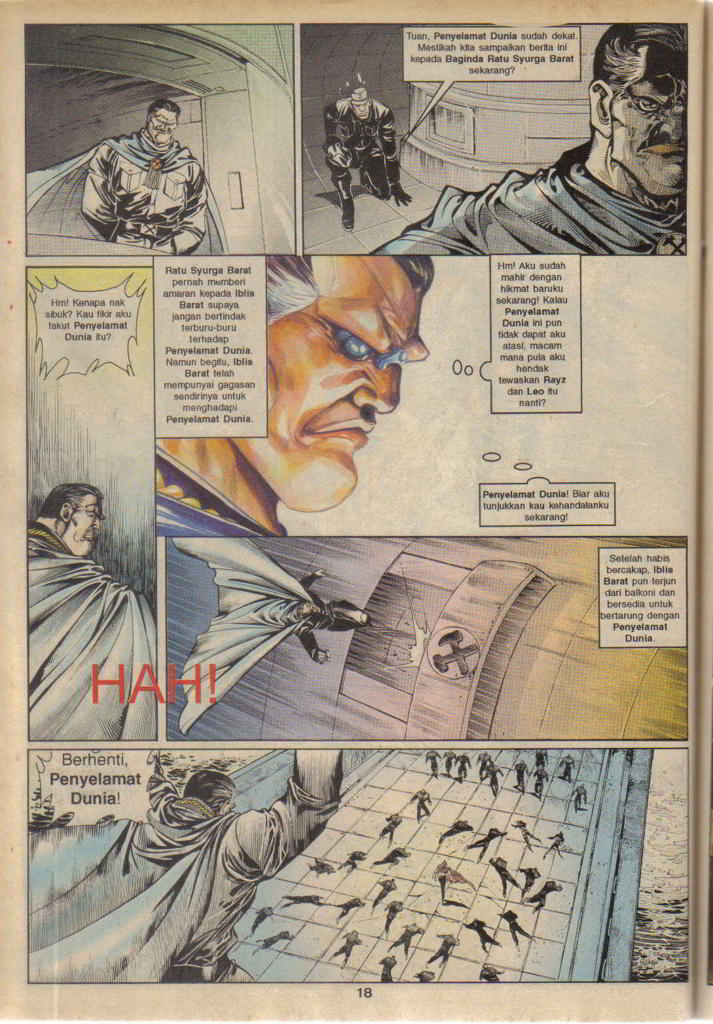 Tuan, Penyelamat Dunia sudah dekat.
Mestikah kita sampaikan berita ini
kepada Baginda Ratu Syurga Barat
sekarang?
Hm! Kenapa nak
sibuk? Kau fikir aku
takut Penyelamat
Dunia itu?
Ratu Syurga Barat
pernah memberi
amaran kepada Iblis
Barat supaya
jangan bertindak
terburu-buru
terhadap
Penyelamat Dunia.
Namun begitu, Iblis
Barat telah
mempunyai gagasan
sendirinya untuk
menghadapi
Penyelamat Dunia.
Hm! Aku sudah
mahir dengan
hikmat baruku
sekarang! Kalau
Penyelamat
Dunia ini pun
tidak dapat aku
atasi, macam
mana pula aku
hendak
tewaskan Rayz
dan Leo itu
nanti?
Penyelamat Dunia! Biar aku
tunjukkan kau kehandalanku
sekarang!
Setelah habis
bercakap, Iblis
Barat pun terjun
dari balkoni dan
bersedia untuk
bertarung dengan
Penyelamat
Dunia.
HAH!
Berhenti,
Penyelamat
Dunia!
18